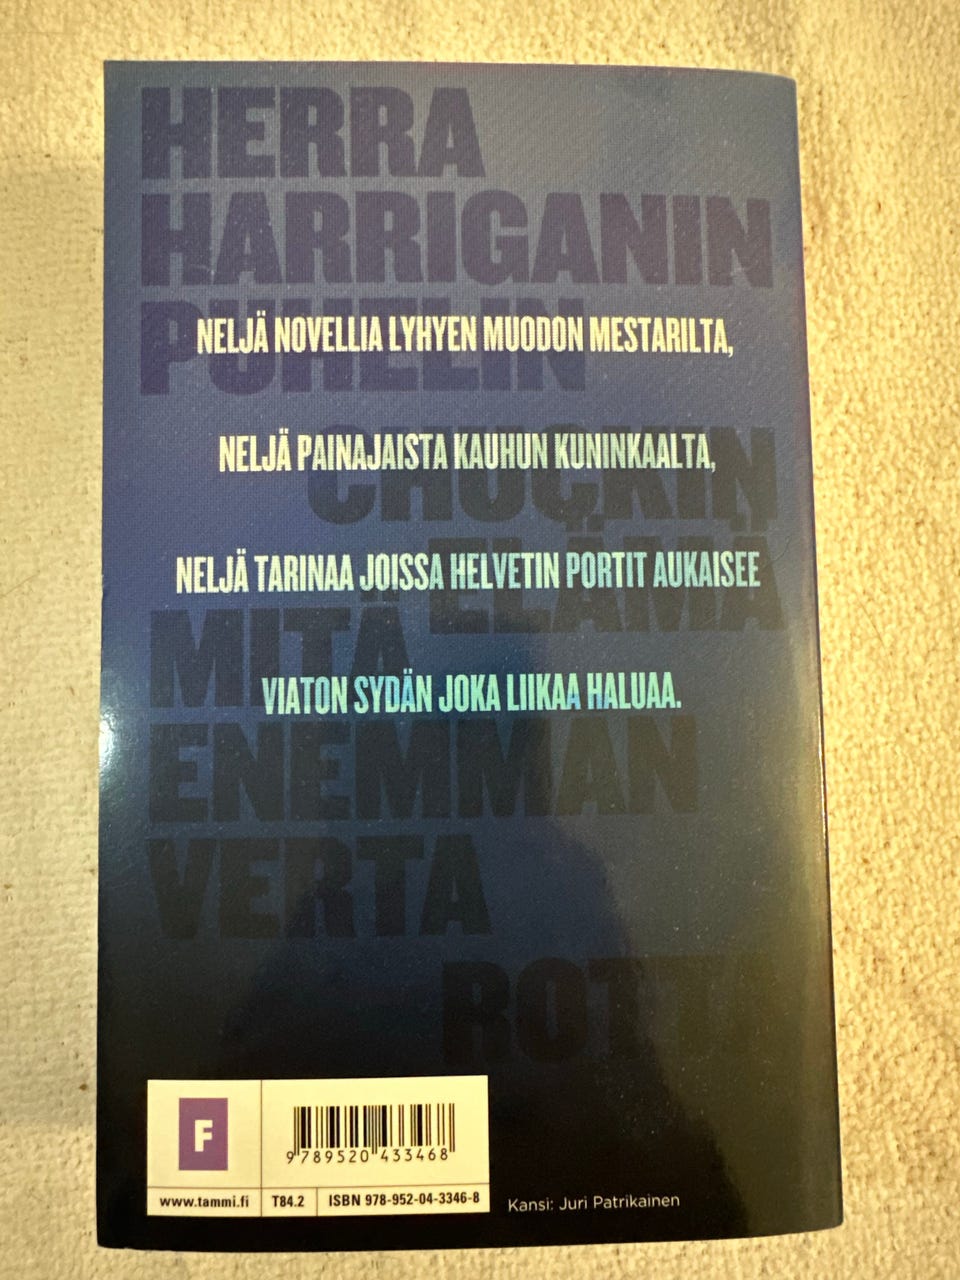 HERRA
HARRIGANIN
PUHELIN
NELJÄ NOVELLIA LYHYEN MUODON MESTARILTA,
CHUCKIN
NELJÄ PAINAJAISTA KAUHUN KUNINKAALTA,
ELÄMÄ
NELJÄ TARINAA JOISSA HELVETIN PORTIT AUKAISEE
MITÄ
VIATON SYDÄN JOKA LIIKAA HALUAA.
ENEMMÄN
VERTA
ROTTA
F
9 789520 433468
www.tammi.fi
T84.2
ISBN 978-952-04-3346-8
Kansi: Juri Patrikainen